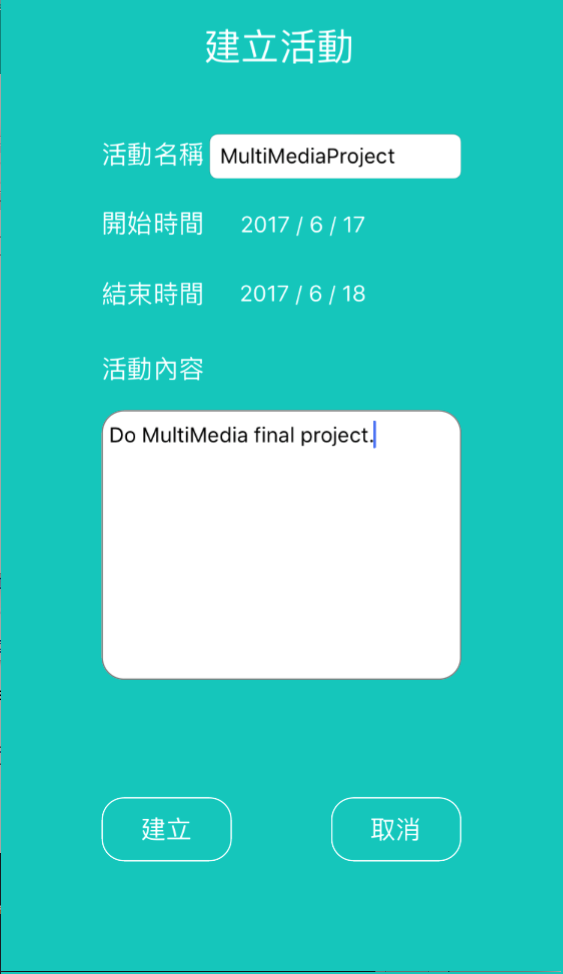 建立活動
活動名稱 MultiMediaProject
開始時間 2017 / 6 / 17
結束時間 2017 / 6 / 18
活動內容
Do MultiMedia final project.
建立 取消